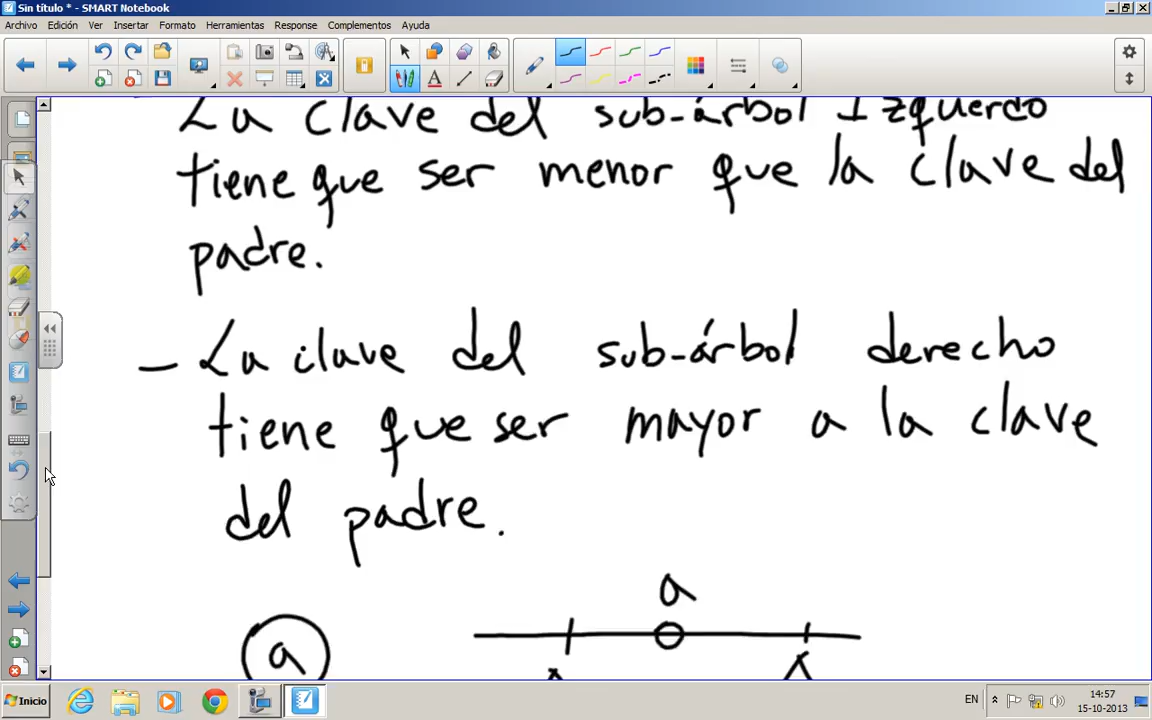 Sin título * - SMART Notebook
Archivo Edición Ver Insertar Formato Herramientas Response Complementos Ayuda
La clave del sub-árbol Izquerdo
tiene que ser menor que la clave del
padre.
- La clave del sub-árbol derecho
tiene que ser mayor a la clave
del padre.
a
a
x x
Inicio
EN 14:57
15-10-2013